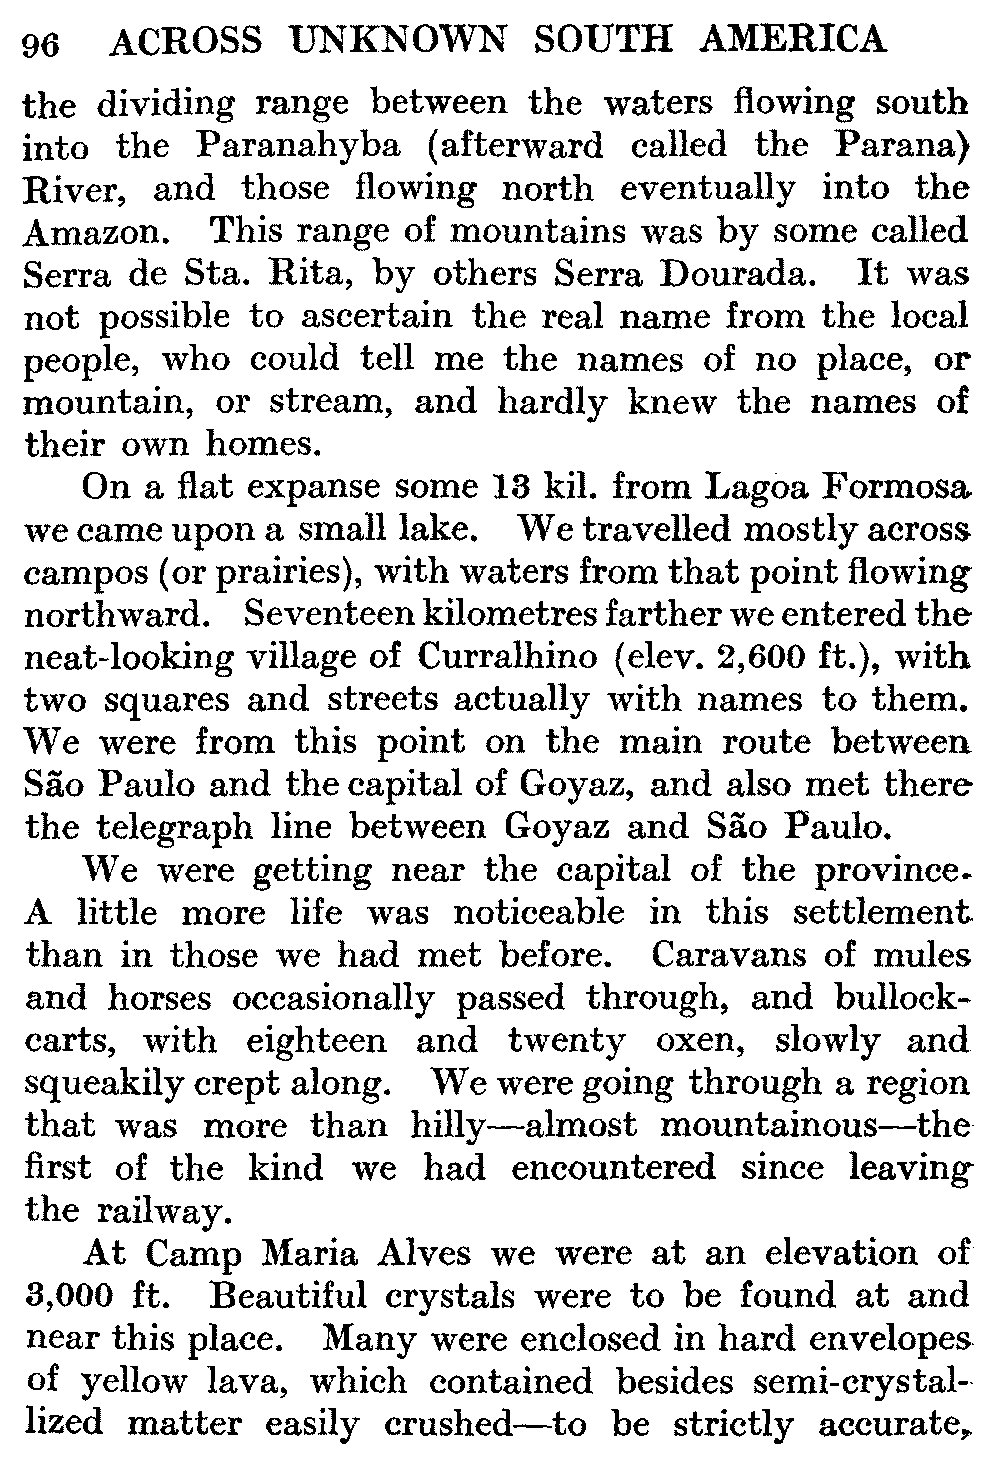 96 ACROSS UNKNOWN SOUTH AMERICA
the dividing range between the waters flowing south
into the Paranahyba (afterward called the Parana)
River, and those flowing north eventually into the
Amazon. This range of mountains was by some called
Serra de Sta. Rita, by others Serra Dourada. It was
not possible to ascertain the real name from the local
people, who could tell me the names of no place, or
mountain, or stream, and hardly knew the names of
their own homes.
On a flat expanse some 13 kil. from Lagoa Formosa
we came upon a small lake. We travelled mostly across
campos (or prairies), with waters from that point flowing
northward. Seventeen kilometres farther we entered the
neat-looking village of Curralhino (elev. 2,600 ft.), with
two squares and streets actually with names to them.
We were from this point on the main route between
São Paulo and the capital of Goyaz, and also met there
the telegraph line between Goyaz and São Paulo.
We were getting near the capital of the province.
A little more life was noticeable in this settlement
than in those we had met before. Caravans of mules
and horses occasionally passed through, and bullock-
carts, with eighteen and twenty oxen, slowly and
squeakily crept along. We were going through a region
that was more than hilly—almost mountainous—the
first of the kind we had encountered since leaving
the railway.
At Camp Maria Alves we were at an elevation of
3,000 ft. Beautiful crystals were to be found at and
near this place. Many were enclosed in hard envelopes
of yellow lava, which contained besides semi-crystal-
lized matter easily crushed—to be strictly accurate,